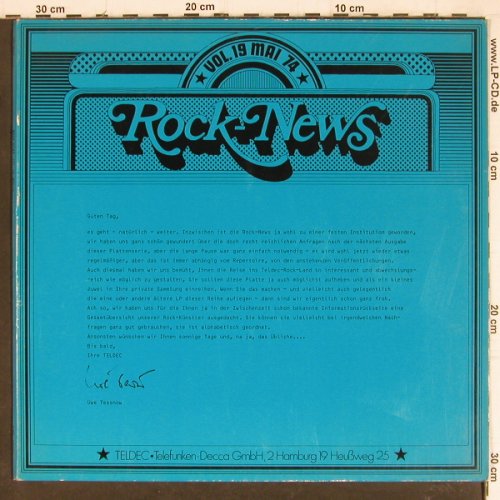 30 cm
20 cm
10 cm
www.LP-CD.de
10 cm
20 cm
30 cm
★ VOL.19 MAI 74 ★
Rock-News
Guten Tag,
es geht - natürlich - weiter. Inzwischen ist die Rock-News ja wohl zu einer festen Institution geworden,
wir haben uns ganz schön gewundert über die doch recht reichlichen Anfragen nach der nächsten Ausgabe
dieser Plattenserie, aber die lange Pause war ganz einfach notwendig - es wird wohl jetzt wieder etwas
regelmäßiger, aber das ist immer abhängig vom Repertoire, von den anstehenden Veröffentlichungen.
Auch diesmal haben wir uns bemüht, Ihnen die Reise ins Teldec-Rock-Land so interessant und abwechslungs-
reich wie möglich zu gestalten, Sie sollten diese Platte ja auch möglichst aufheben und als ein kleines
Juwel in Ihre private Sammlung einreihen. Wenn Sie das machen - und vielleicht auch gelegentlich
die eine oder andere ältere LP dieser Reihe auflegen - dann sind wir eigentlich schon ganz froh.
Ach so, wir haben uns für die Ihnen ja in der Zwischenzeit schon bekannte Informationsrückseite eine
Gesamtübersicht unserer Rock-Künstler ausgedacht. Sie können sie vielleicht bei irgendwelchen Nach-
fragen ganz gut gebrauchen, sie ist alphabetisch geordnet.
Ansonsten wünschen wir Ihnen sonnige Tage und, na ja, das Übliche....
Bis bald,
Ihre TELDEC
Uwe Tessnow
★ TELDEC•Telefunken-Decca GmbH, 2 Hamburg 19 Heußweg 25 ★